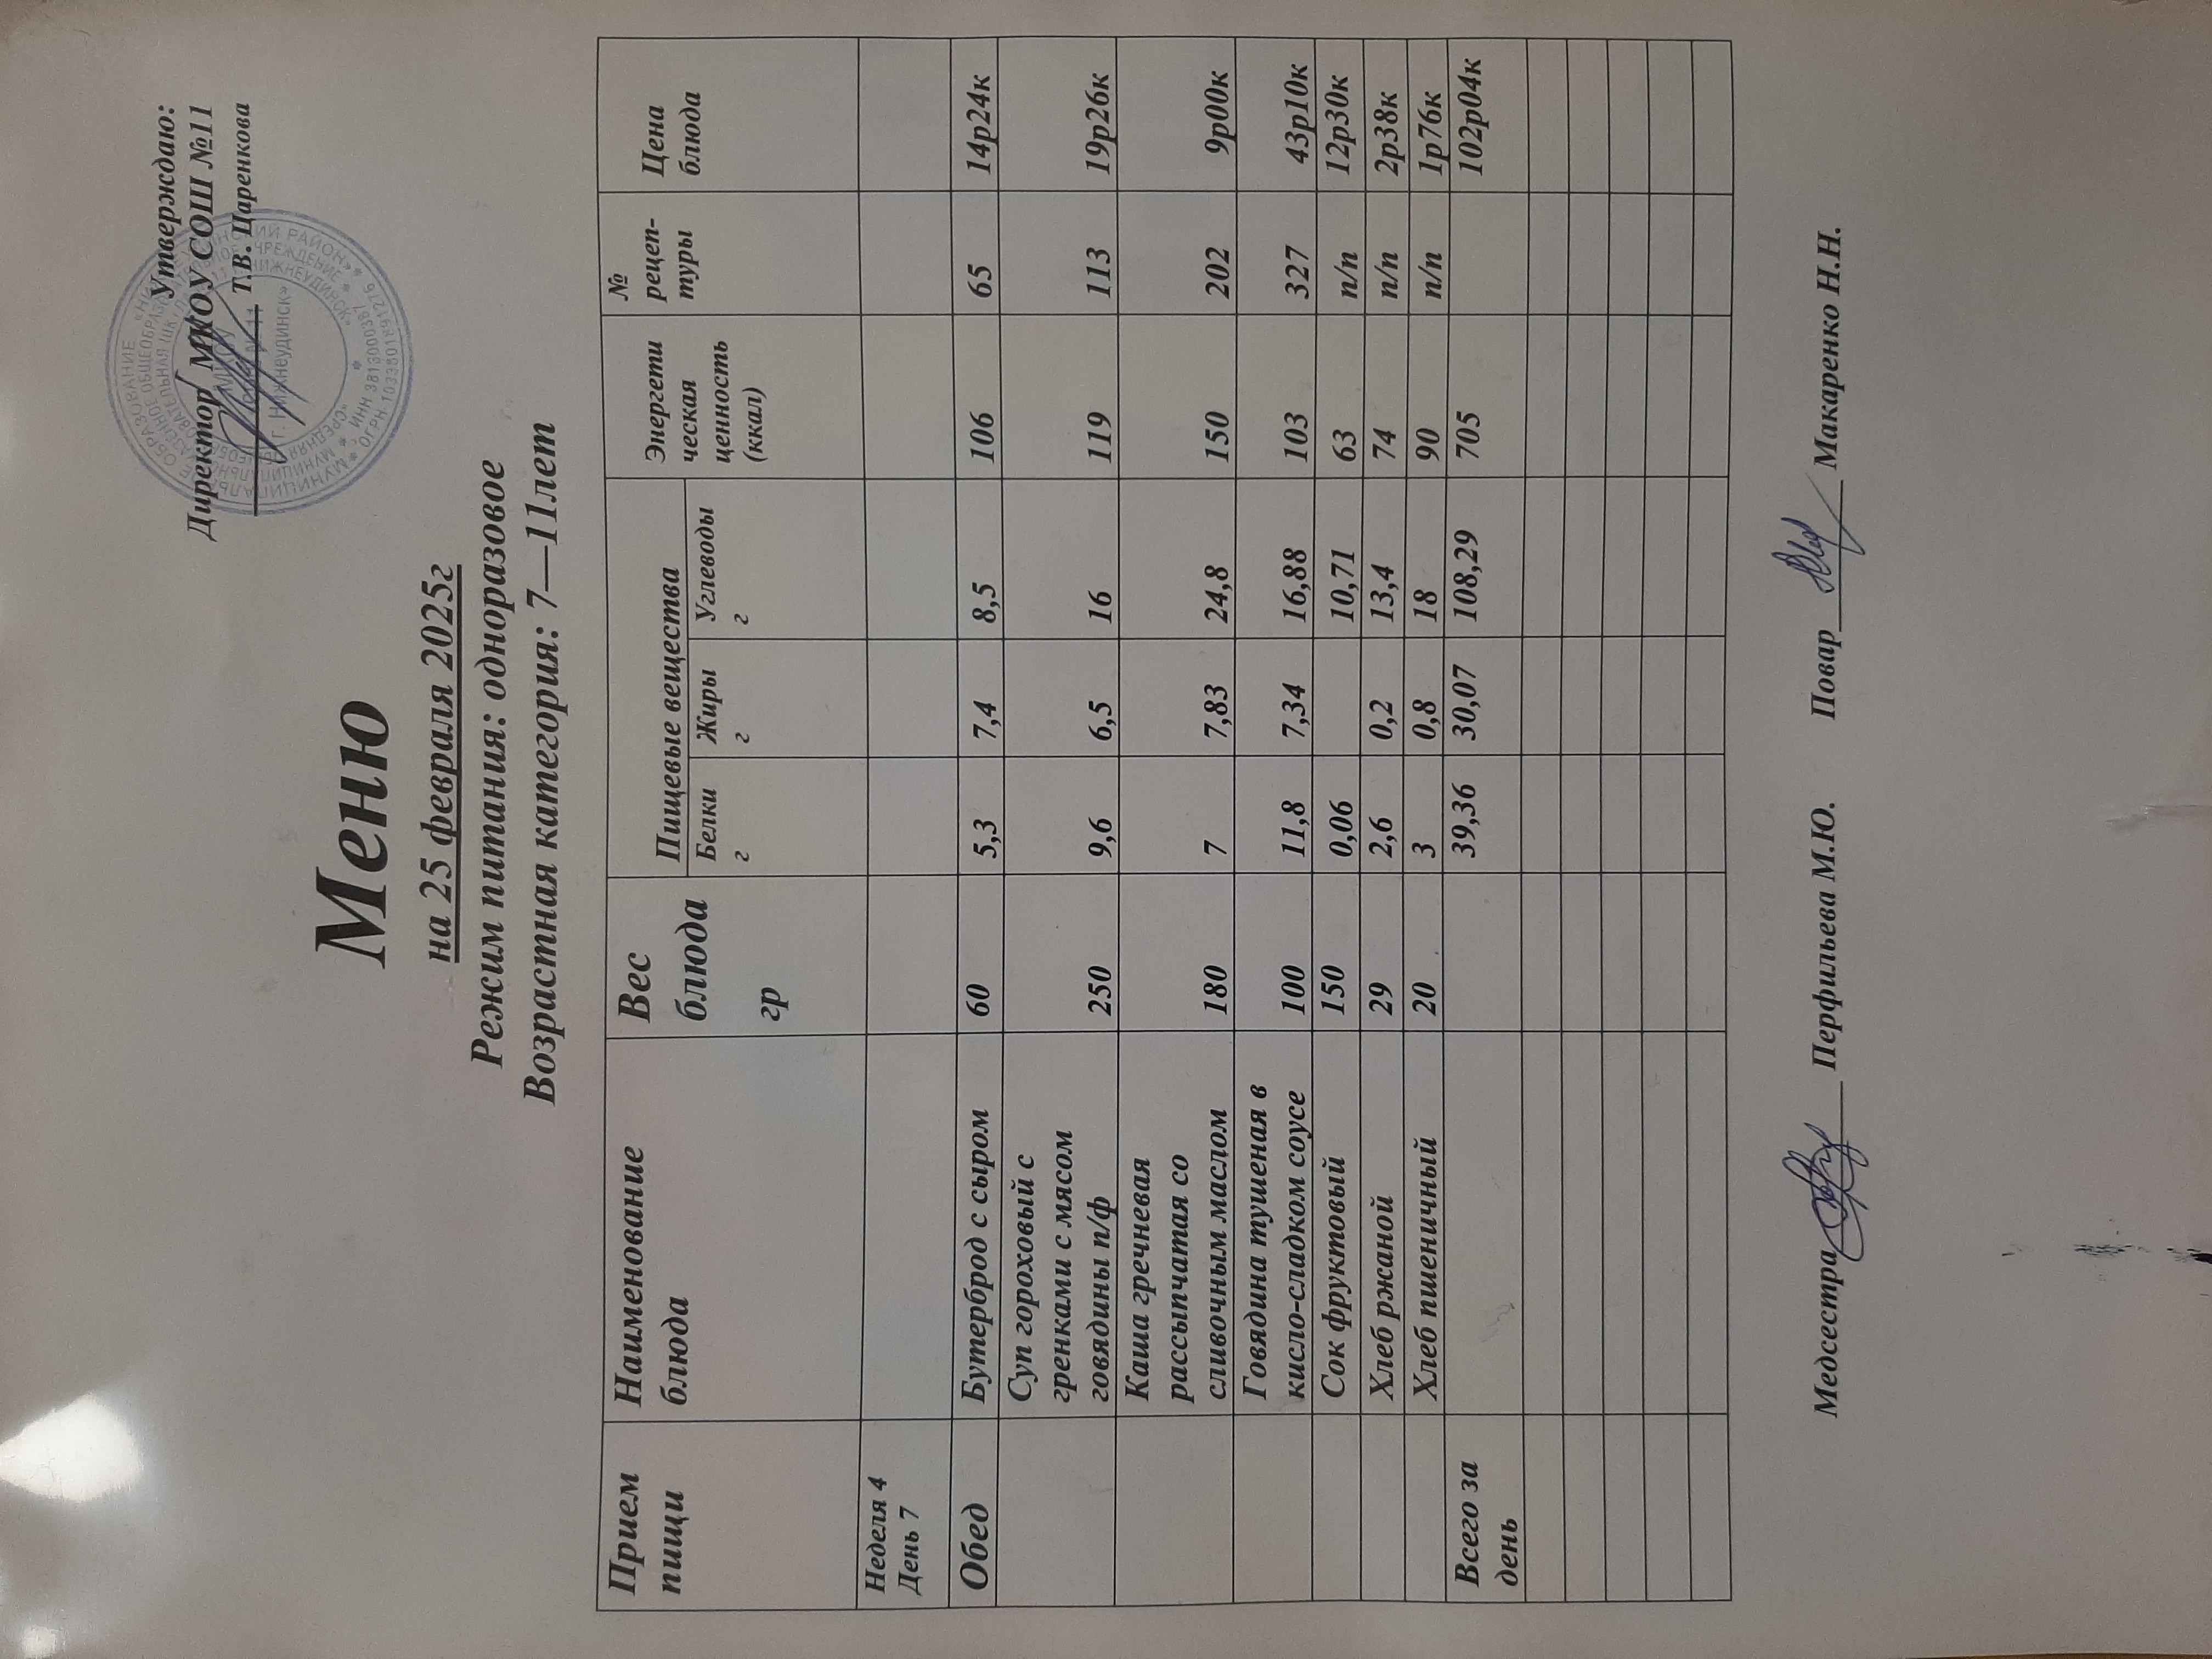 Утверждаю:
Директор МКОУ СОШ №11
Т.В. Царенкова
Меню
на 25 февраля 2025г
Режим питания: одноразовое
Возрастная категория: 7—11лет
Прием пищи Наименование блюда Вес блюда гр Пищевые вещества Энергети ческая ценность (ккал) № рецеп- туры Цена блюда
Белки г Жиры г Углеводы г
Неделя 4
День 7
Обед Бутерброд с сыром 60 5,3 7,4 8,5 106 65 14р24к
Суп гороховый с
гренками с мясом
говядины п/ф 250 9,6 6,5 16 119 113 19р26к
Каша гречневая
рассыпчатая со
сливочным маслом 180 7 7,83 24,8 150 202 9р00к
Говядина тушеная в
кисло-сладком соусе 100 11,8 7,34 16,88 103 327 43р10к
Сок фруктовый 150 0,06 10,71 63 п/п 12р30к
Хлеб ржаной 29 2,6 0,2 13,4 74 п/п 2р38к
Хлеб пшеничный 20 3 0,8 18 90 п/п 1р76к
Всего за
день 39,36 30,07 108,29 705 102р04к
Медсестра Перфильева М.Ю. Повар Макаренко Н.Н.